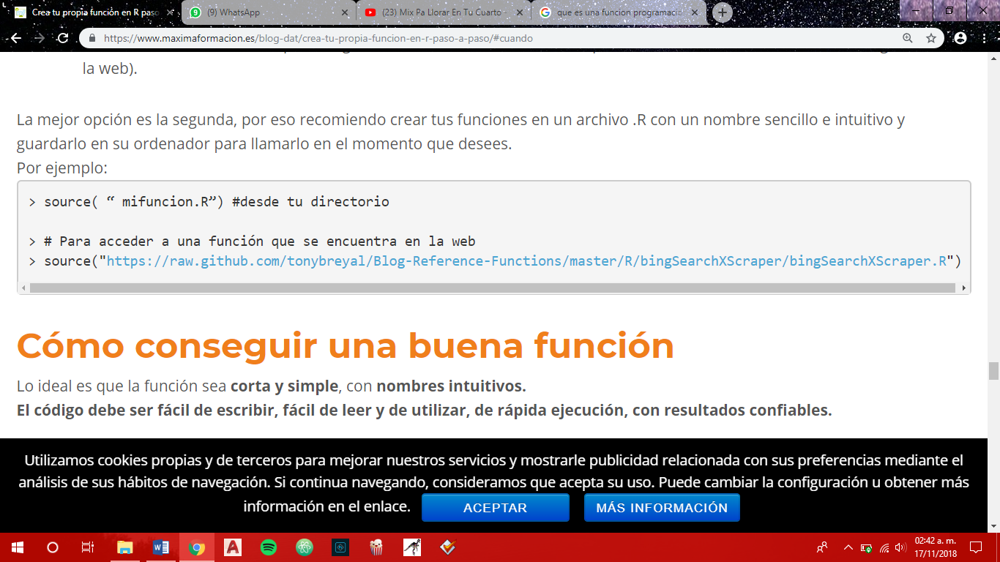 Crea tu propia función en R paso
(9) WhatsApp
(23) Mix Pa Llorar En Tu Cuarto -
que es una funcion programació
https://www.maximaformacion.es/blog-dat/crea-tu-propia-funcion-en-r-paso-a-paso/#cuando
la web).
La mejor opción es la segunda, por eso recomiendo crear tus funciones en un archivo .R con un nombre sencillo e intuitivo y
guardarlo en su ordenador para llamarlo en el momento que desees.
Por ejemplo:
> source( “ mifuncion.R”) #desde tu directorio
> # Para acceder a una función que se encuentra en la web
> source("https://raw.github.com/tonybreyal/Blog-Reference-Functions/master/R/bingSearchXScraper/bingSearchXScraper.R")
Cómo conseguir una buena función
Lo ideal es que la función sea corta y simple, con nombres intuitivos.
El código debe ser fácil de escribir, fácil de leer y de utilizar, de rápida ejecución, con resultados confiables.
Utilizamos cookies propias y de terceros para mejorar nuestros servicios y mostrarle publicidad relacionada con sus preferencias mediante el
análisis de sus hábitos de navegación. Si continua navegando, consideramos que acepta su uso. Puede cambiar la configuración u obtener más
información en el enlace. ACEPTAR MÁS INFORMACIÓN
02:42 a. m.
17/11/2018